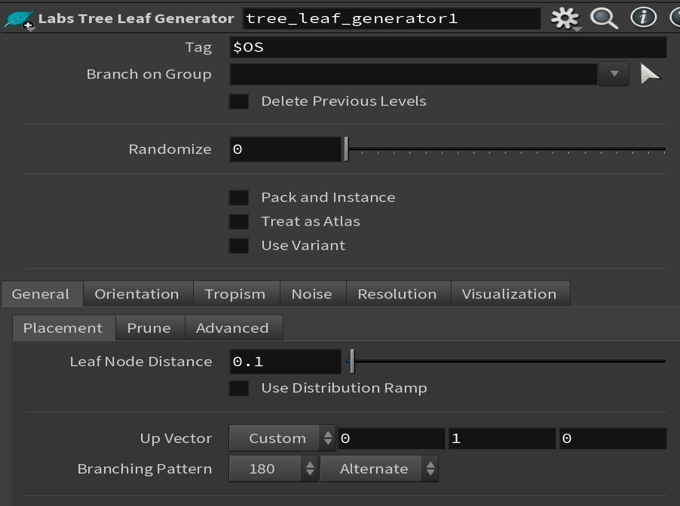 Labs Tree Leaf Generator tree_leaf_generator1
Tag $OS
Branch on Group
Delete Previous Levels
Randomize 0
Pack and Instance
Treat as Atlas
Use Variant
General Orientation Tropism Noise Resolution Visualization
Placement Prune Advanced
Leaf Node Distance 0.1
Use Distribution Ramp
Up Vector Custom 0 1 0
Branching Pattern 180 Alternate